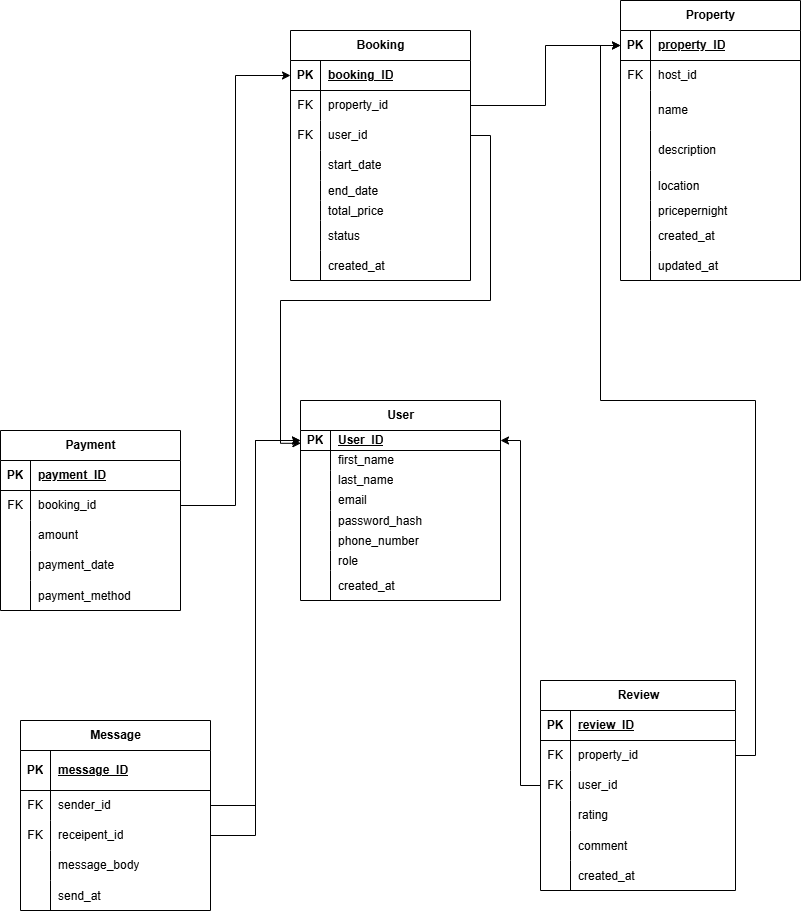 Property
PK property_ID
FK host_id
name
description
location
pricepernight
created_at
updated_at
Booking
PK booking_ID
FK property_id
FK user_id
start_date
end_date
total_price
status
created_at
User
PK User_ID
first_name
last_name
email
password_hash
phone_number
role
created_at
Payment
PK payment_ID
FK booking_id
amount
payment_date
payment_method
Review
PK review_ID
FK property_id
FK user_id
rating
comment
created_at
Message
PK message_ID
FK sender_id
FK receipent_id
message_body
send_at